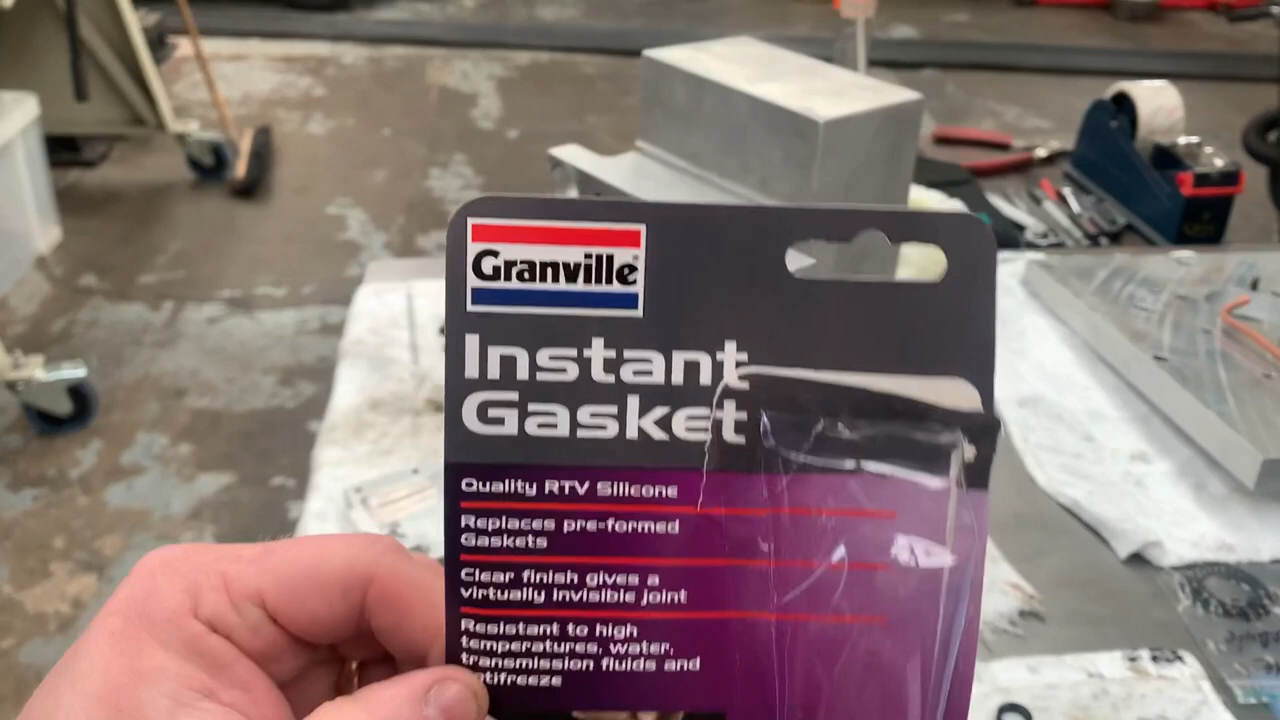 Granville
Instant
Gasket
Quality RTV Silicone
Replaces pre-formed
Gaskets
Clear finish gives a
virtually invisible joint
Resistant to high
temperatures, water,
transmission fluids and
ntifreeze